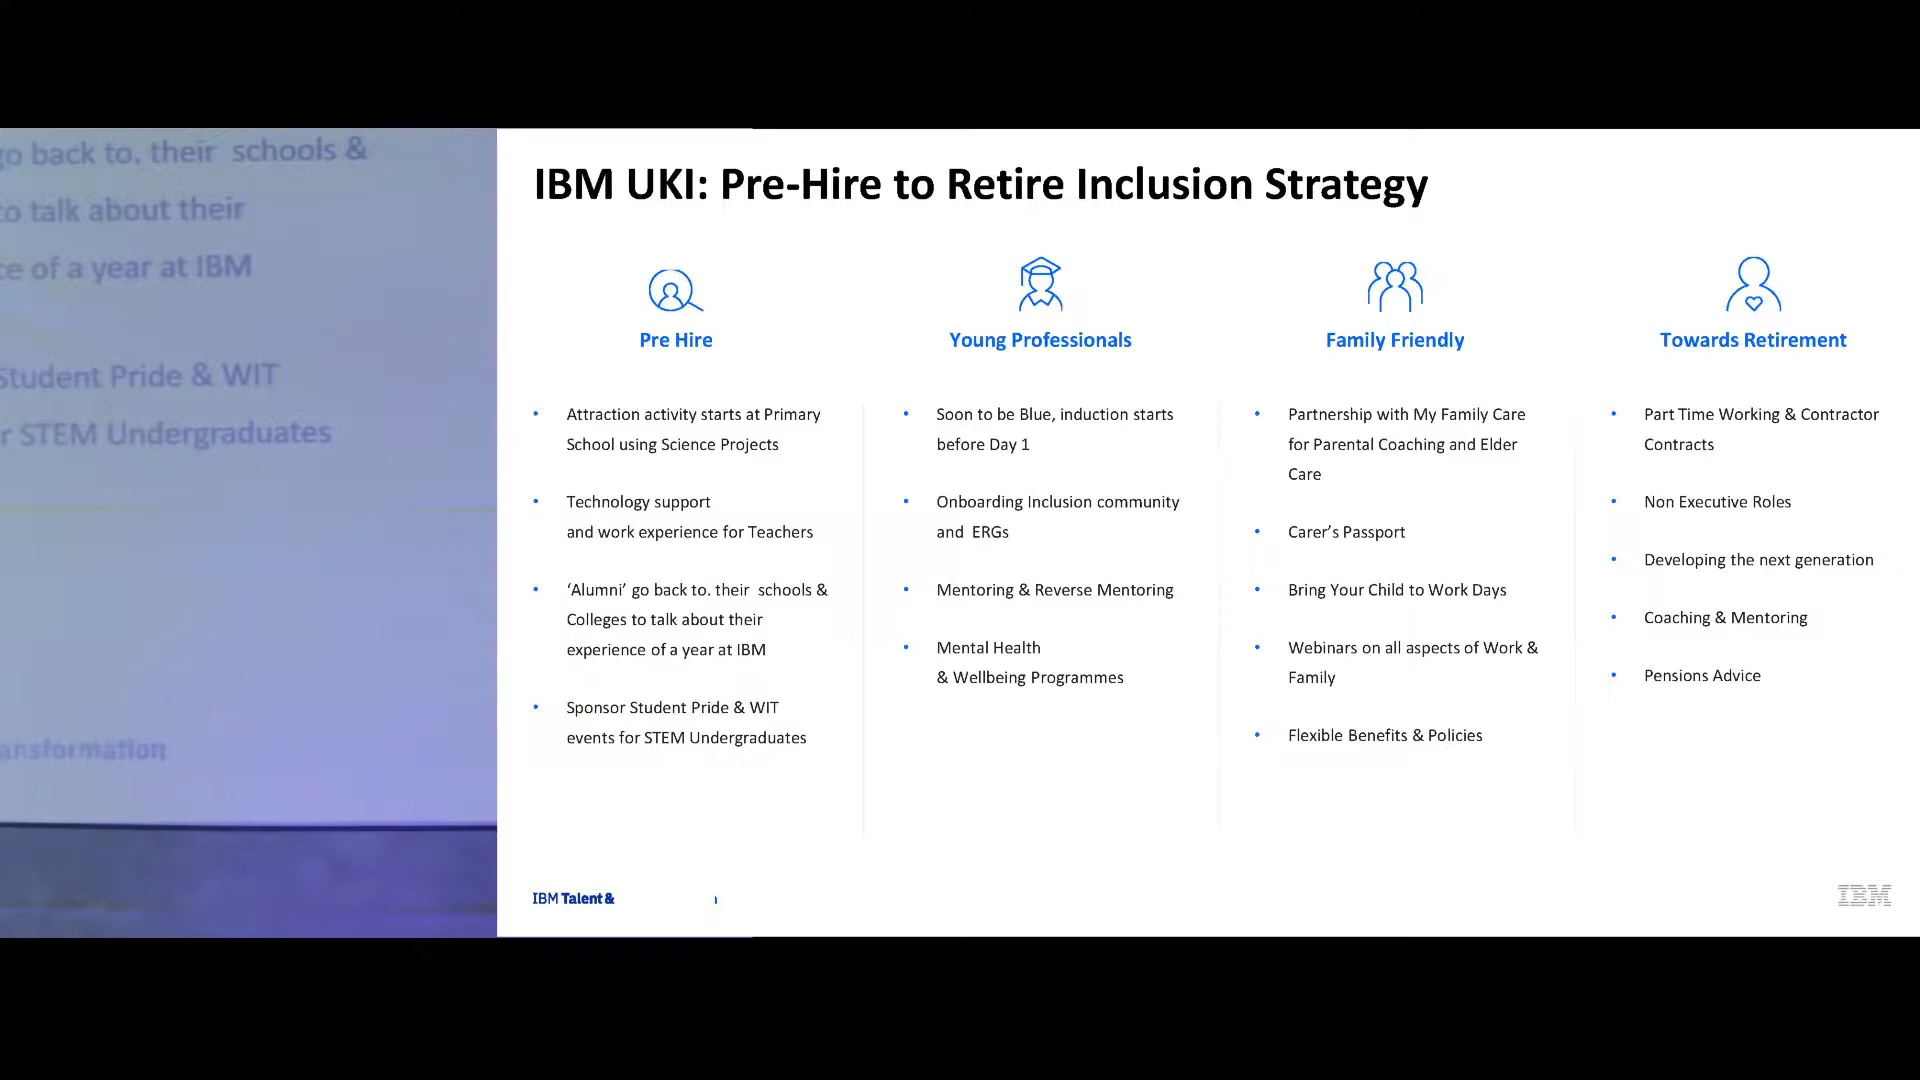 go back to. their schools &
to talk about their
ce of a year at IBM
Student Pride & WIT
r STEM Undergraduates
ansformation
IBM UKI: Pre-Hire to Retire Inclusion Strategy
Pre Hire
• Attraction activity starts at Primary
School using Science Projects
• Technology support
and work experience for Teachers
• ‘Alumni’ go back to. their schools &
Colleges to talk about their
experience of a year at IBM
• Sponsor Student Pride & WIT
events for STEM Undergraduates
Young Professionals
• Soon to be Blue, induction starts
before Day 1
• Onboarding Inclusion community
and ERGs
• Mentoring & Reverse Mentoring
• Mental Health
& Wellbeing Programmes
Family Friendly
• Partnership with My Family Care
for Parental Coaching and Elder
Care
• Carer’s Passport
• Bring Your Child to Work Days
• Webinars on all aspects of Work &
Family
• Flexible Benefits & Policies
Towards Retirement
• Part Time Working & Contractor
Contracts
• Non Executive Roles
• Developing the next generation
• Coaching & Mentoring
• Pensions Advice
IBM Talent &
IBM